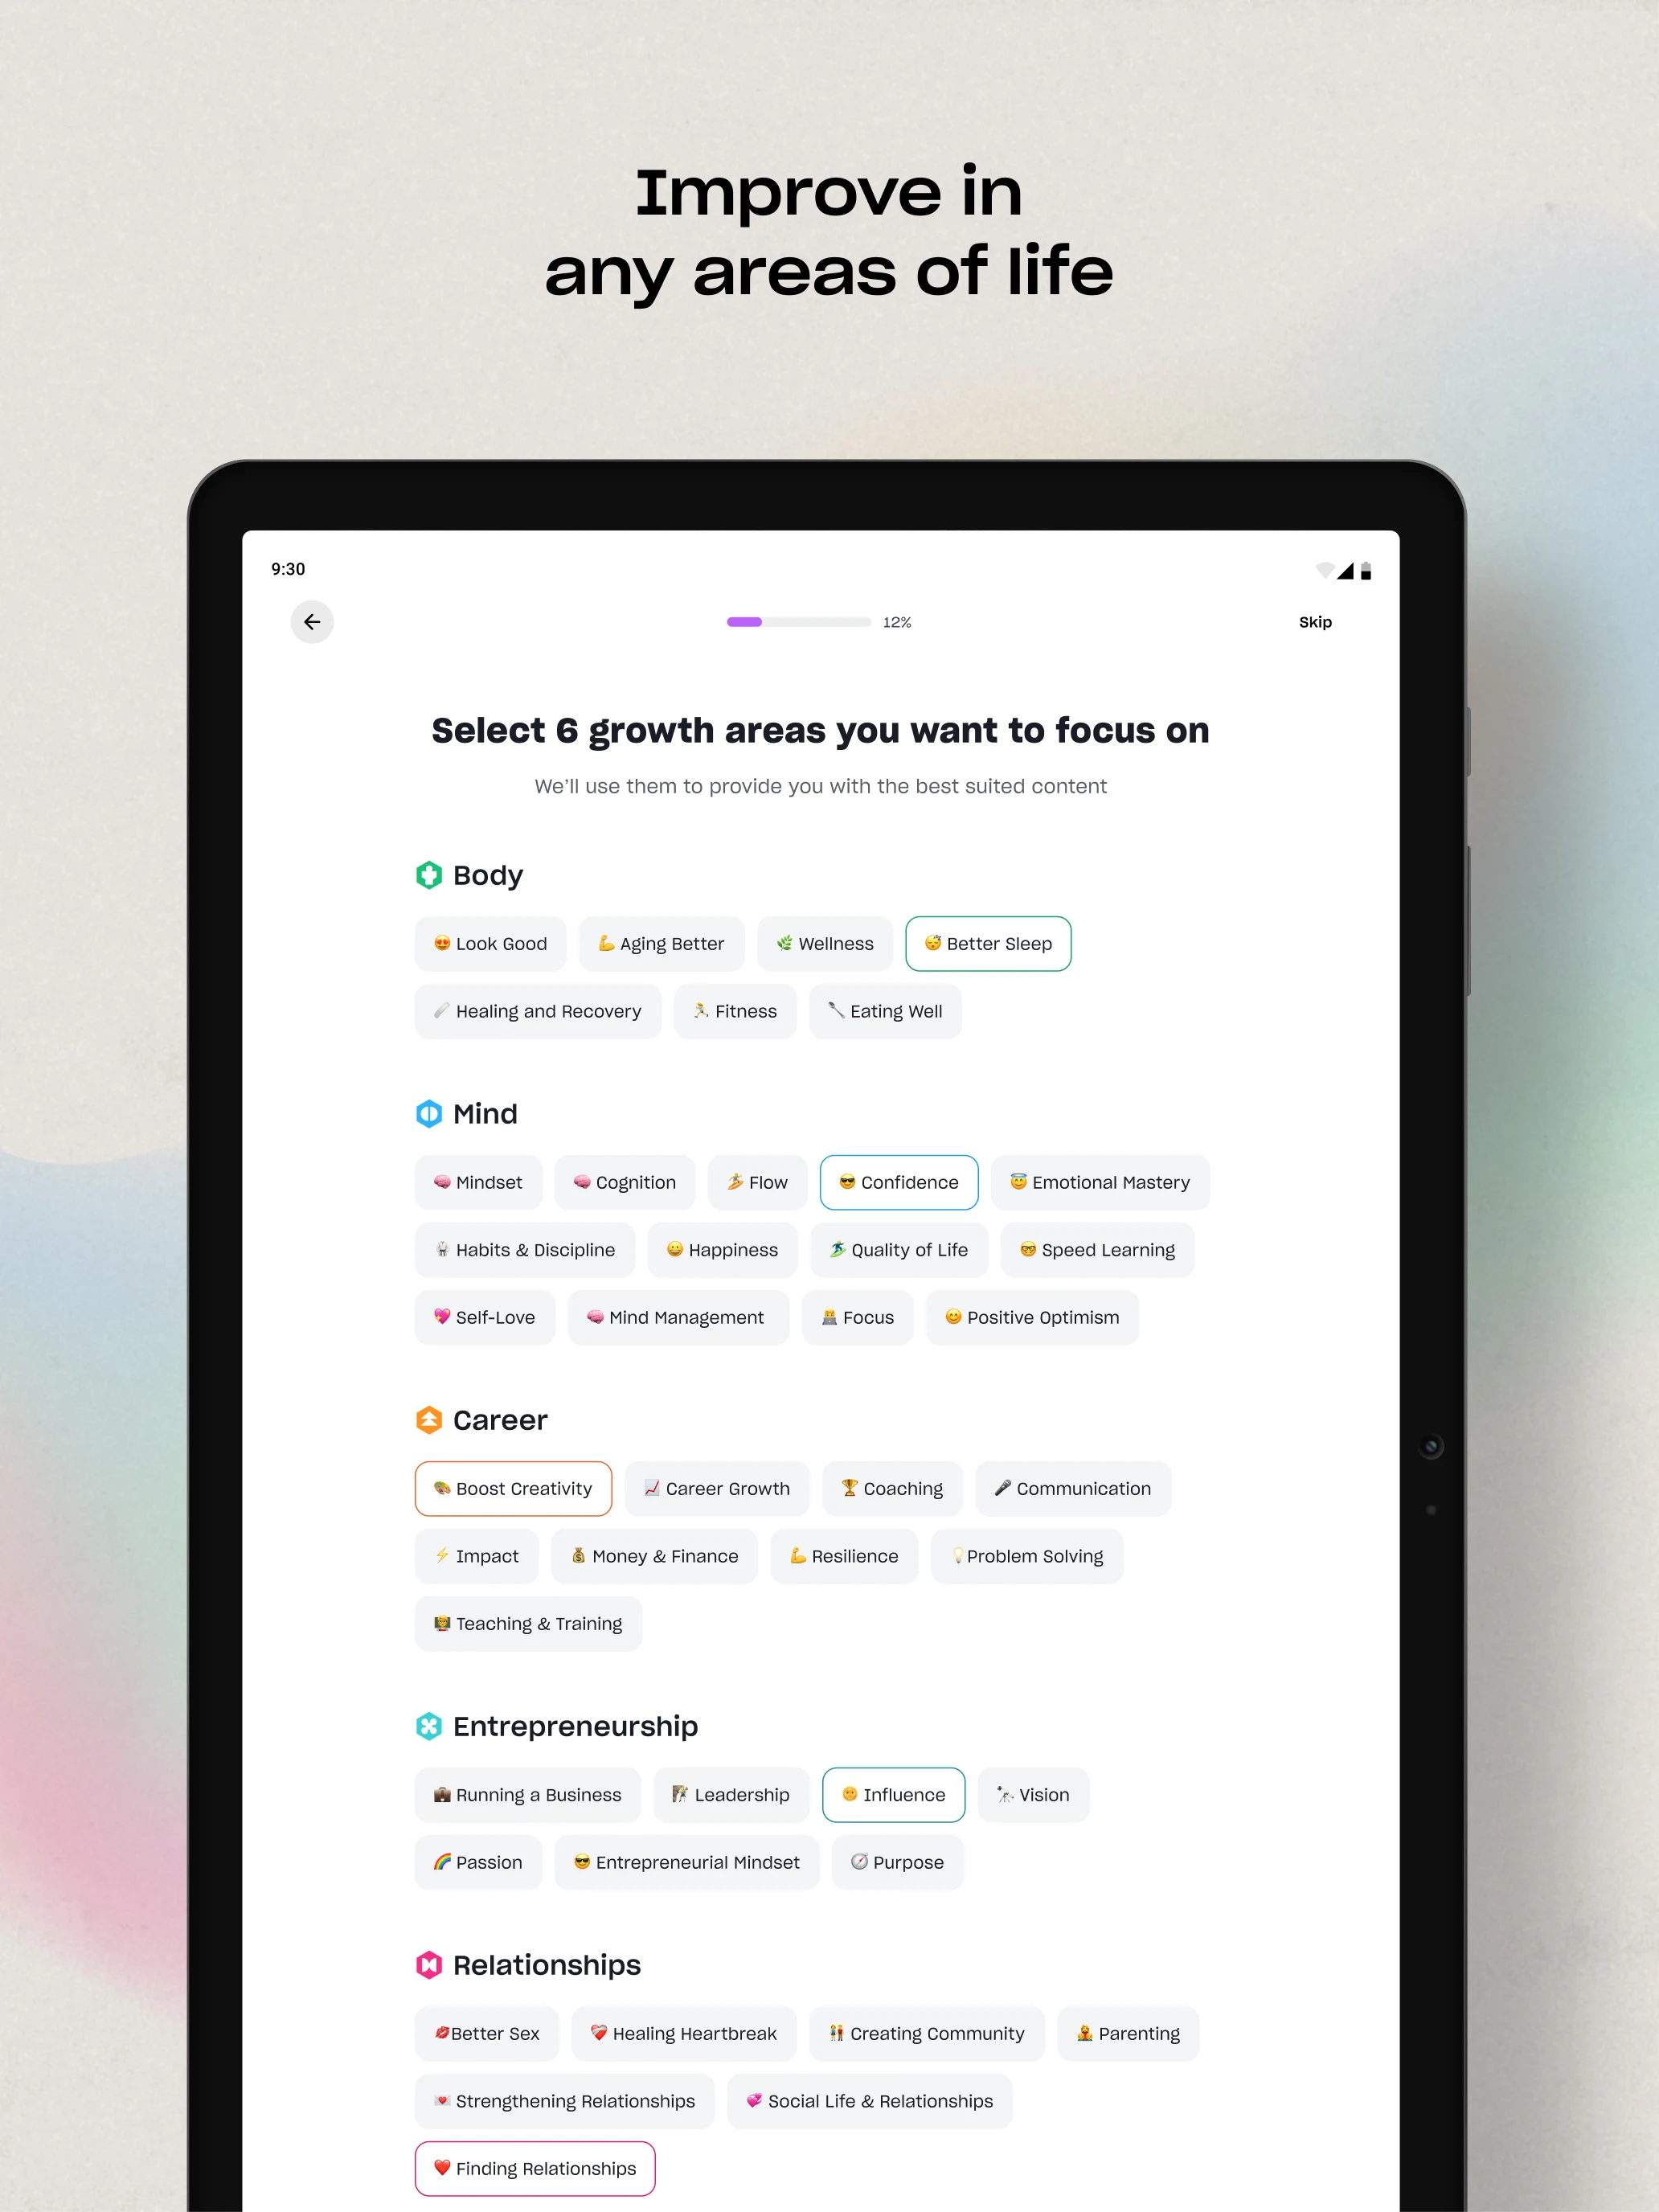 Improve in
any areas of life
9:30
12%
Skip
Select 6 growth areas you want to focus on
We’ll use them to provide you with the best suited content
Body
Look Good
Aging Better
Wellness
Better Sleep
Healing and Recovery
Fitness
Eating Well
Mind
Mindset
Cognition
Flow
Confidence
Emotional Mastery
Habits & Discipline
Happiness
Quality of Life
Speed Learning
Self-Love
Mind Management
Focus
Positive Optimism
Career
Boost Creativity
Career Growth
Coaching
Communication
Impact
Money & Finance
Resilience
Problem Solving
Teaching & Training
Entrepreneurship
Running a Business
Leadership
Influence
Vision
Passion
Entrepreneurial Mindset
Purpose
Relationships
Better Sex
Healing Heartbreak
Creating Community
Parenting
Strengthening Relationships
Social Life & Relationships
Finding Relationships